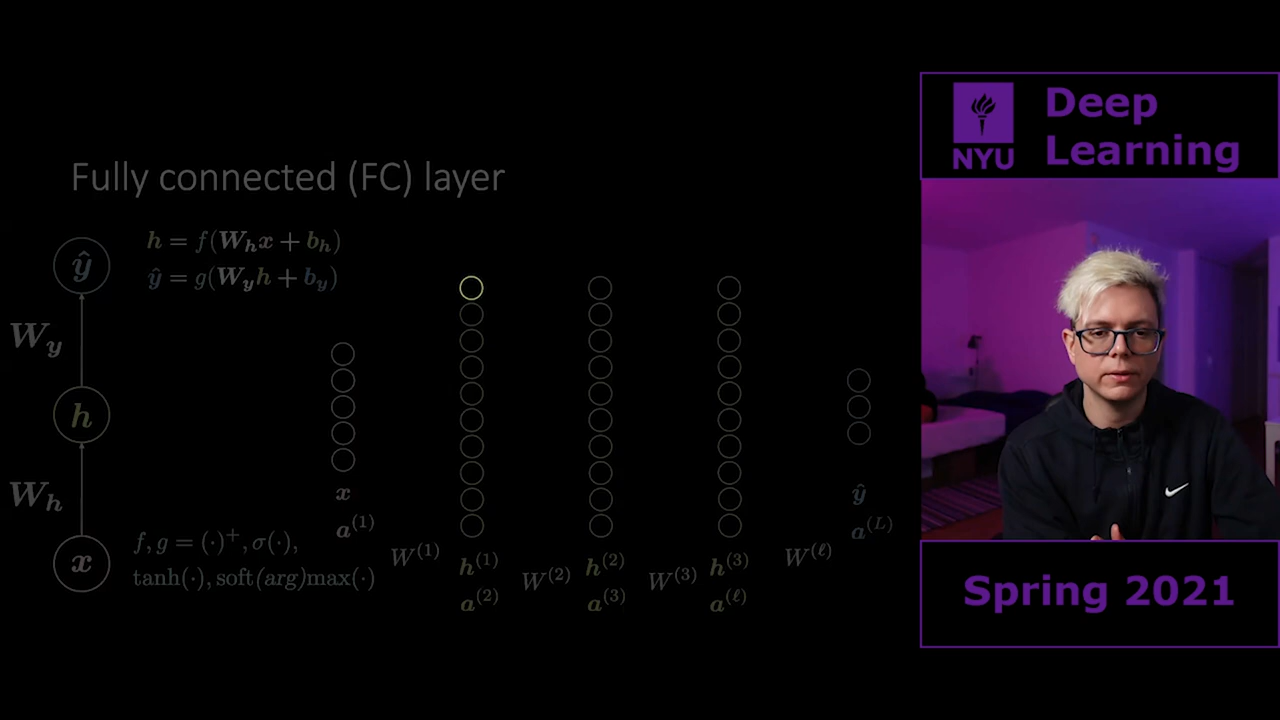 Fully connected (FC) layer
h = f(W_h x + b_h)
ŷ = g(W_y h + b_y)
ŷ
W_y
h
W_h
x
f, g = (·)⁺, σ(·),
tanh(·), soft(arg)max(·)
x
a⁽¹⁾
W⁽¹⁾
h⁽¹⁾
a⁽²⁾
W⁽²⁾
h⁽²⁾
a⁽³⁾
W⁽³⁾
h⁽³⁾
a⁽ℓ⁾
W⁽ℓ⁾
ŷ
a⁽ᴸ⁾
NYU
Deep
Learning
Spring 2021